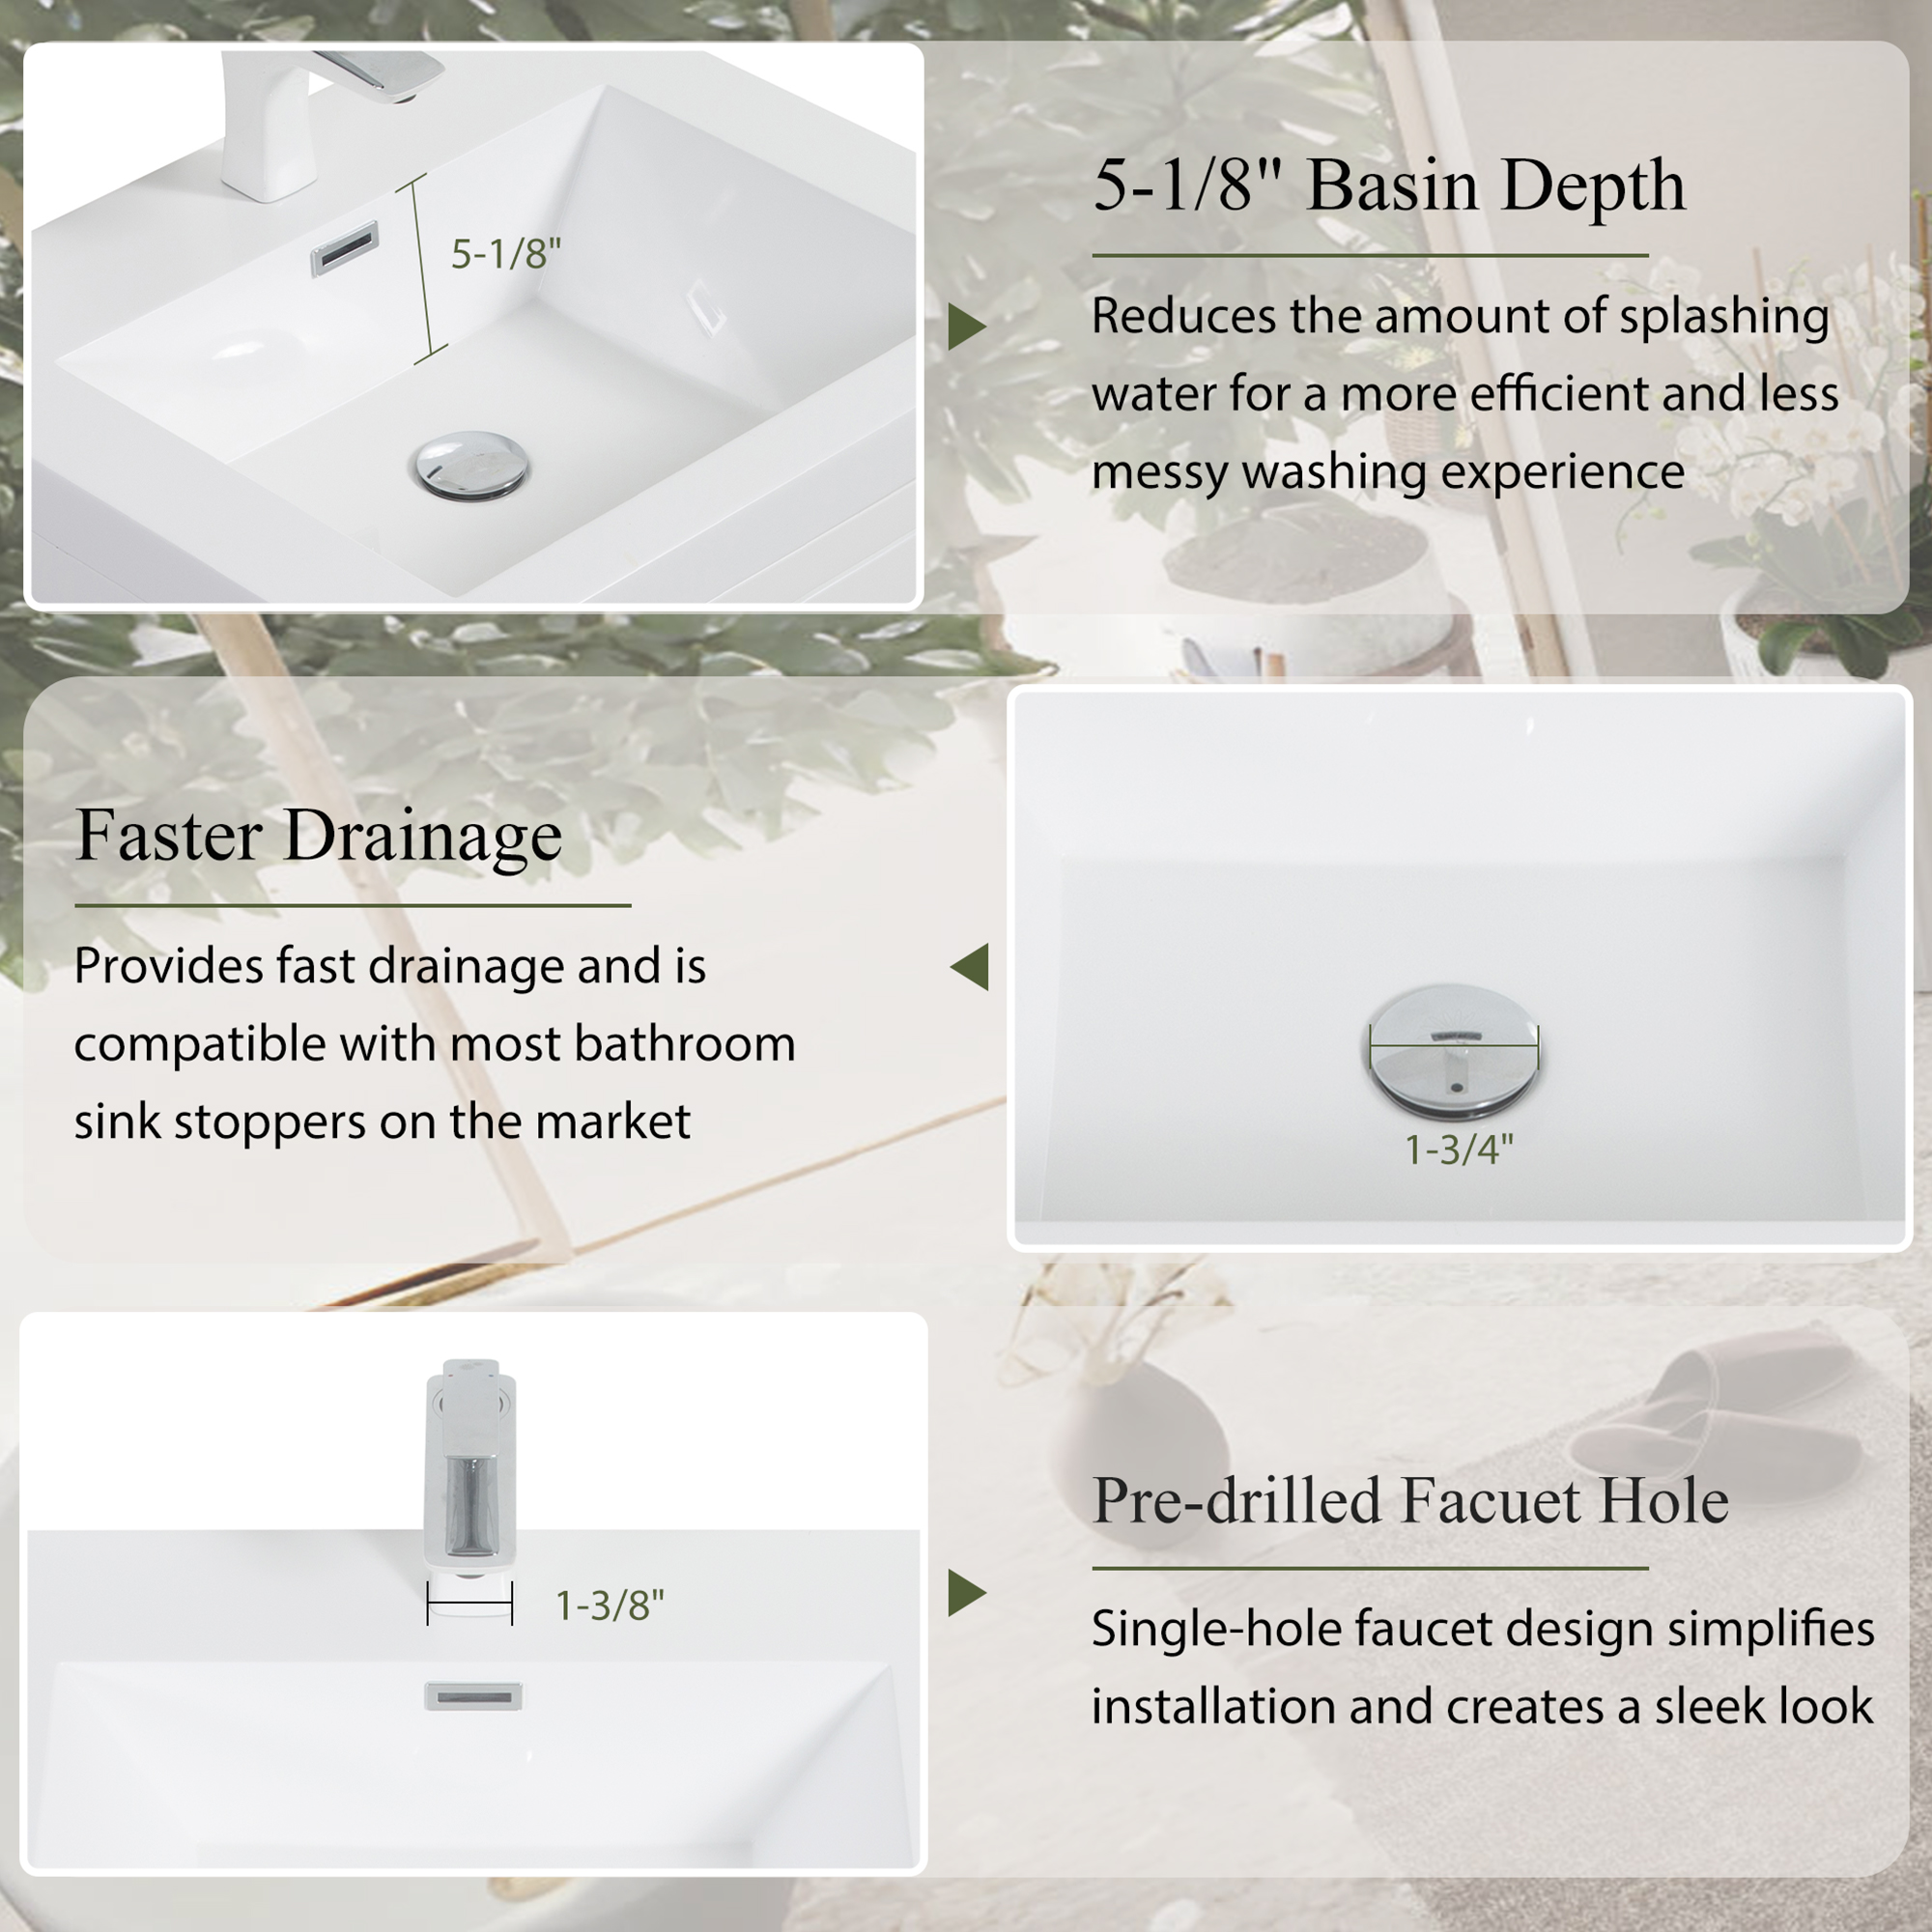 5-1/8"
5-1/8" Basin Depth
Reduces the amount of splashing
water for a more efficient and less
messy washing experience
Faster Drainage
Provides fast drainage and is
compatible with most bathroom
sink stoppers on the market
1-3/4"
1-3/8"
Pre-drilled Facuet Hole
Single-hole faucet design simplifies
installation and creates a sleek look